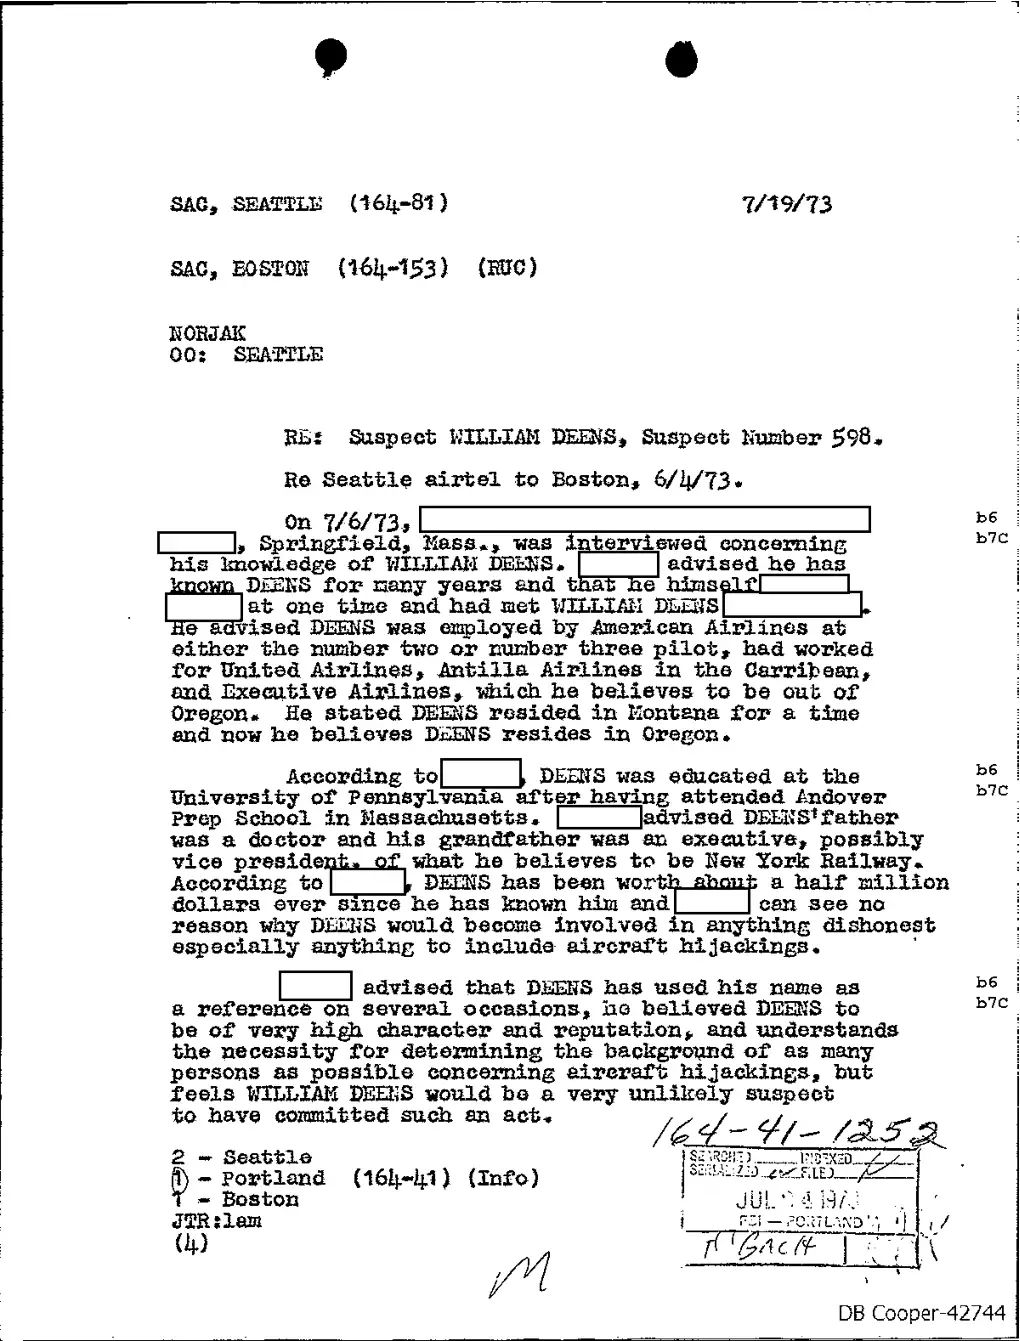 SAC, SEATTLE (164-81) 7/19/73
SAC, BOSTON (164-153) (RUC)
NORJAK
OO: SEATTLE
RE: Suspect WILLIAM DEENS, Suspect Number 598.
Re Seattle airtel to Boston, 6/4/73.
On 7/6/73,
b6
, Springfield, Mass., was interviewed concerning
b7C
his knowledge of WILLIAM DEENS. advised he has
known DEENS for many years and that he himself
at one time and had met WILLIAM DEENS .
He advised DEENS was employed by American Airlines at
either the number two or number three pilot, had worked
for United Airlines, Antilla Airlines in the Carribean,
and Executive Airlines, which he believes to be out of
Oregon. He stated DEENS resided in Montana for a time
and now he believes DEENS resides in Oregon.
According to , DEENS was educated at the
b6
University of Pennsylvania after having attended Andover
b7C
Prep School in Massachusetts. advised DEENS' father
was a doctor and his grandfather was an executive, possibly
vice president, of what he believes to be New York Railway.
According to , DEENS has been worth about a half million
dollars ever since he has known him and can see no
reason why DEENS would become involved in anything dishonest
especially anything to include aircraft hijackings.
advised that DEENS has used his name as
b6
a reference on several occasions, he believed DEENS to
b7C
be of very high character and reputation, and understands
the necessity for determining the background of as many
persons as possible concerning aircraft hijackings, but
feels WILLIAM DEENS would be a very unlikely suspect
to have committed such an act.
164-41-1252
2 - Seattle
SEARCHED INDEXED
1 - Portland (164-41) (Info)
SERIALIZED FILED
1 - Boston
JUL 24 1973
JTR:lam
FBI — PORTLAND
(4)
M
DB Cooper-42744